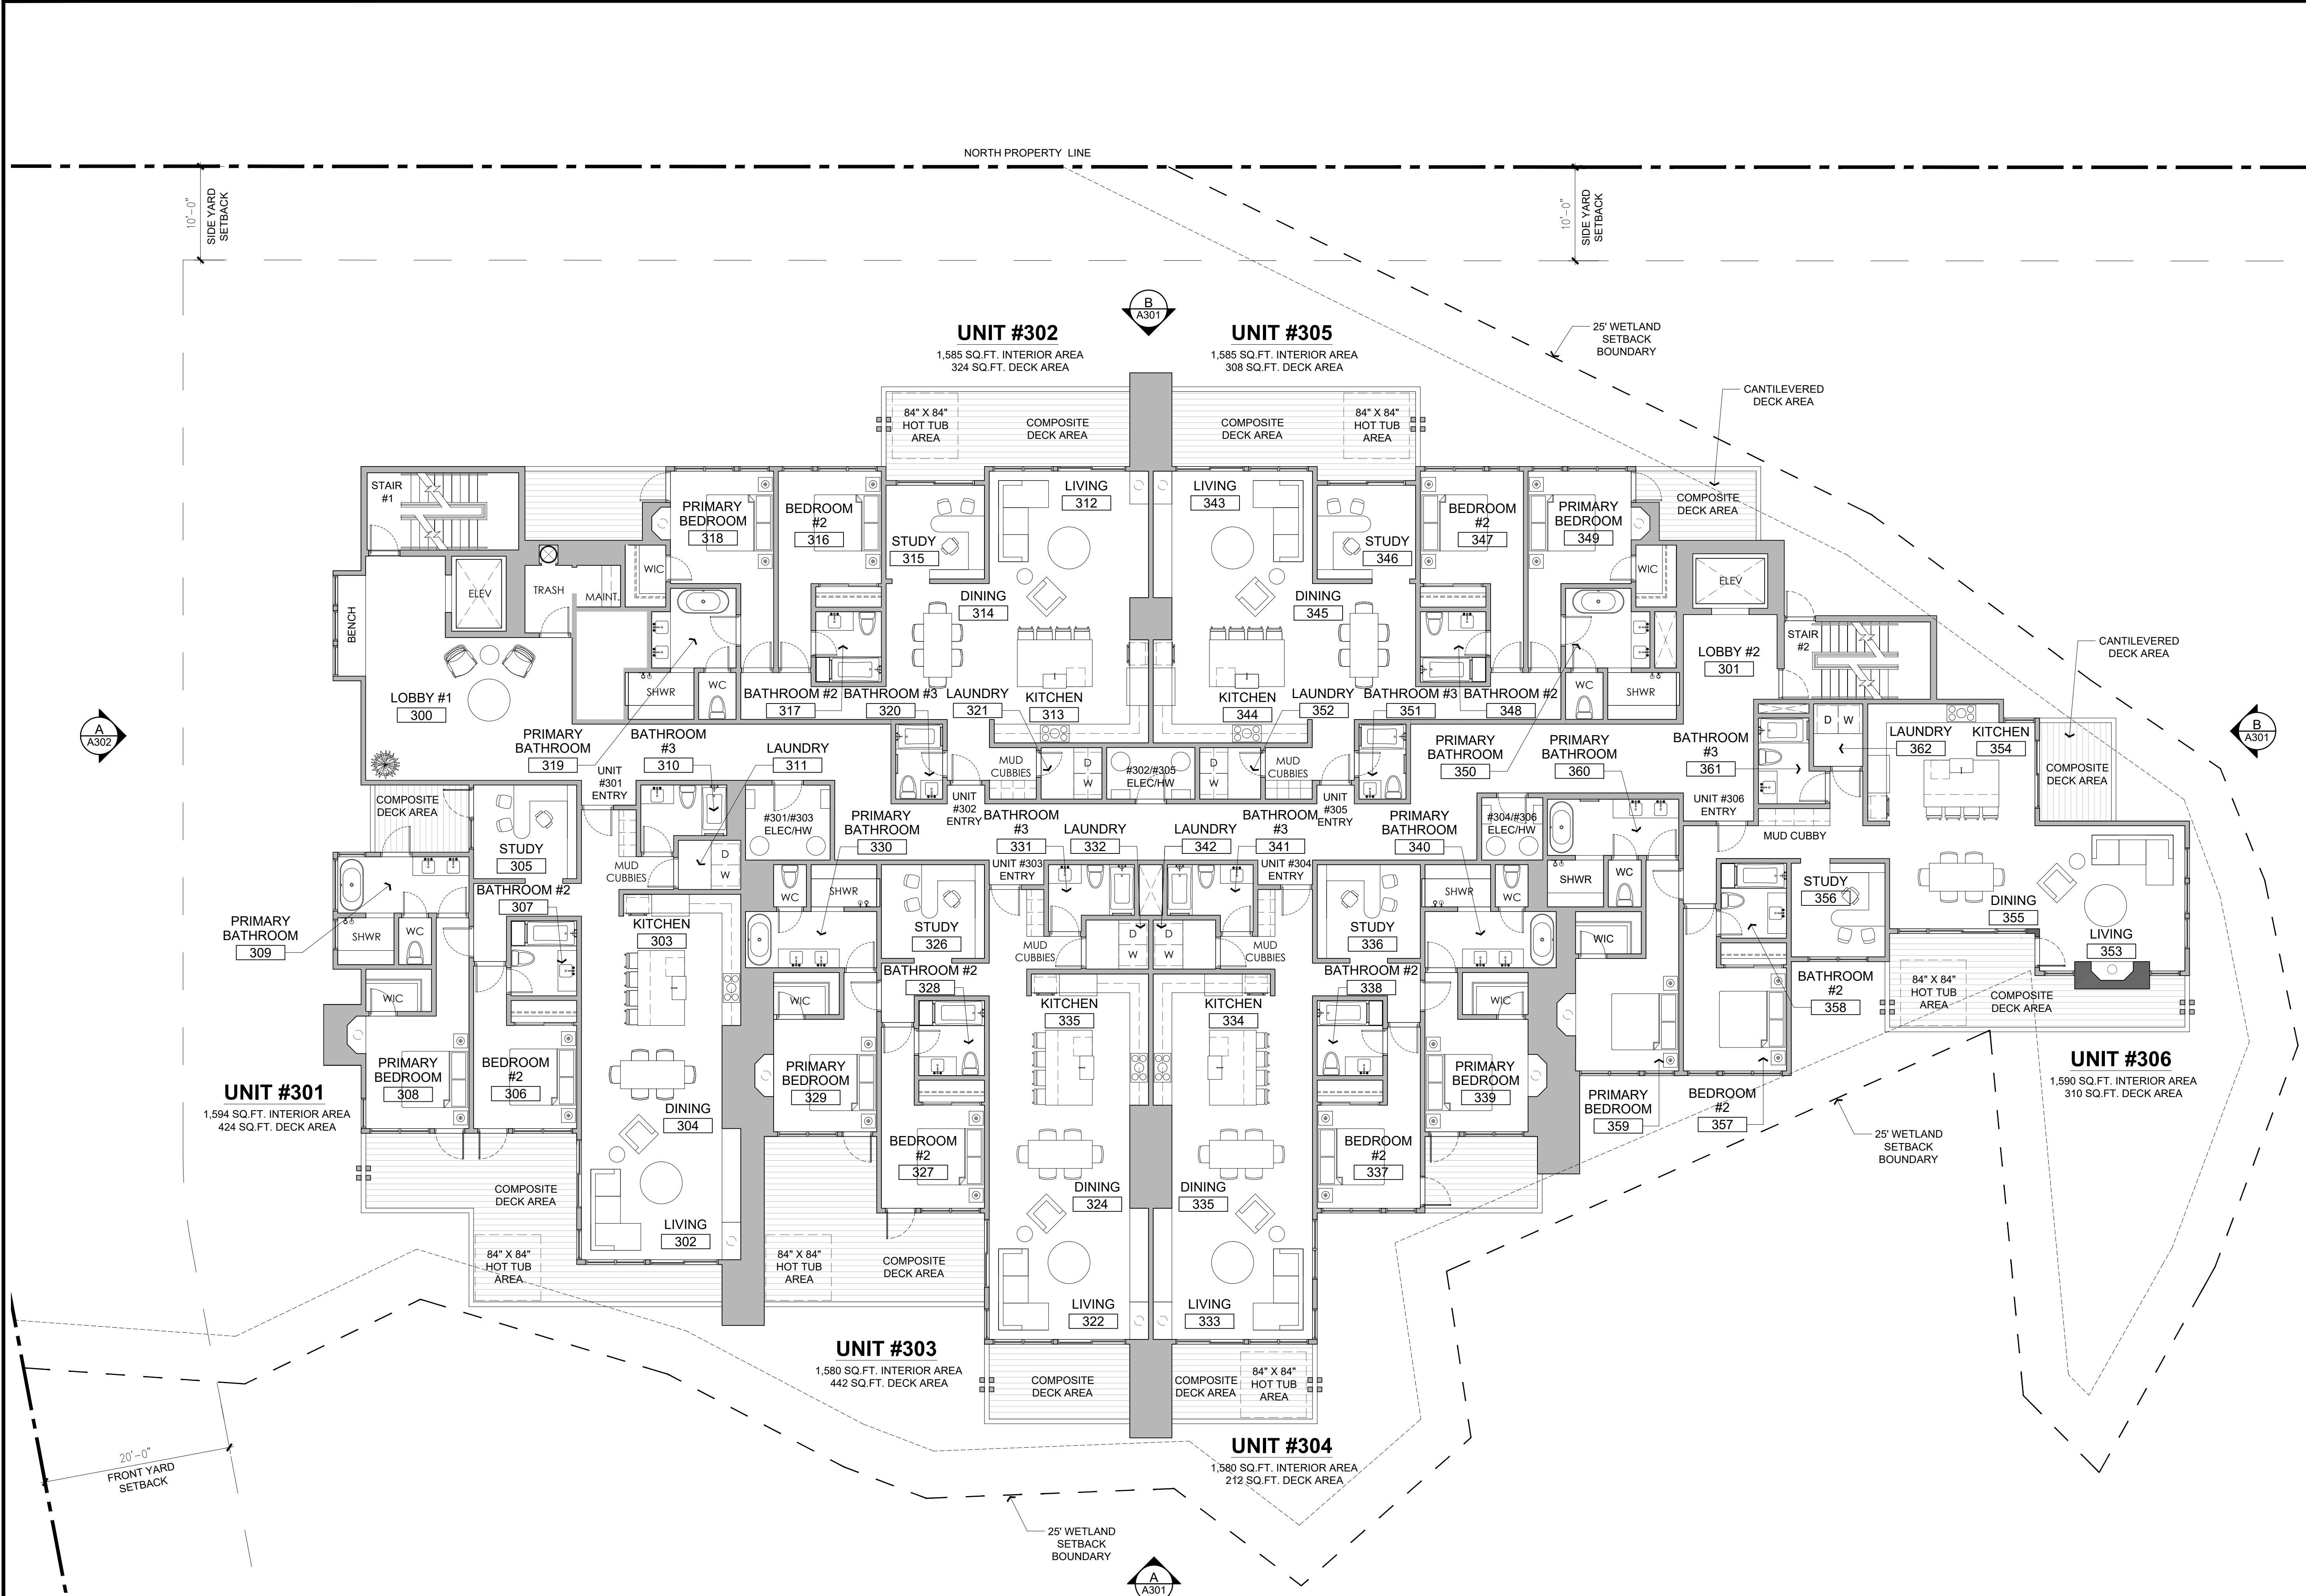 NORTH PROPERTY LINE
10'-0"
SIDE YARD
SETBACK
10'-0"
SIDE YARD
SETBACK
B
A301
UNIT #302
1,585 SQ.FT. INTERIOR AREA
324 SQ.FT. DECK AREA
UNIT #305
1,585 SQ.FT. INTERIOR AREA
308 SQ.FT. DECK AREA
25' WETLAND
SETBACK
BOUNDARY
CANTILEVERED
DECK AREA
84" X 84"
HOT TUB
AREA
COMPOSITE
DECK AREA
COMPOSITE
DECK AREA
84" X 84"
HOT TUB
AREA
STAIR
#1
PRIMARY
BEDROOM
318
BEDROOM
#2
316
STUDY
315
LIVING
312
LIVING
343
STUDY
346
BEDROOM
#2
347
PRIMARY
BEDROOM
349
COMPOSITE
DECK AREA
BENCH
ELEV
TRASH
MAINT.
WIC
DINING
314
DINING
345
WIC
ELEV
STAIR
#2
CANTILEVERED
DECK AREA
LOBBY #1
300
SHWR
WC
BATHROOM #2
317
BATHROOM #3
320
LAUNDRY
321
KITCHEN
313
KITCHEN
344
LAUNDRY
352
BATHROOM #3
351
BATHROOM #2
348
WC
SHWR
LOBBY #2
301
A
A302
PRIMARY
BATHROOM
319
BATHROOM
#3
310
LAUNDRY
311
UNIT
#301
ENTRY
MUD
CUBBIES
D
W
#302/#305
ELEC/HW
D
W
MUD
CUBBIES
PRIMARY
BATHROOM
350
PRIMARY
BATHROOM
360
BATHROOM
#3
361
D W
LAUNDRY
362
KITCHEN
354
COMPOSITE
DECK AREA
B
A301
COMPOSITE
DECK AREA
STUDY
305
#301/#303
ELEC/HW
PRIMARY
BATHROOM
330
UNIT
#302
ENTRY
BATHROOM
#3
331
LAUNDRY
332
LAUNDRY
342
BATHROOM
#3
341
UNIT
#305
ENTRY
PRIMARY
BATHROOM
340
#304/#306
ELEC/HW
UNIT #306
ENTRY
MUD CUBBY
MUD
CUBBIES
D
W
UNIT #303
ENTRY
UNIT #304
ENTRY
PRIMARY
BATHROOM
309
SHWR
WC
BATHROOM #2
307
KITCHEN
303
WC
SHWR
STUDY
326
MUD
CUBBIES
D
W
D
W
MUD
CUBBIES
STUDY
336
SHWR
WC
SHWR
WC
WIC
STUDY
356
DINING
355
LIVING
353
WIC
PRIMARY
BEDROOM
308
BEDROOM
#2
306
WIC
BATHROOM #2
328
KITCHEN
335
KITCHEN
334
BATHROOM #2
338
WIC
BATHROOM
#2
358
84" X 84"
HOT TUB
AREA
COMPOSITE
DECK AREA
UNIT #301
1,594 SQ.FT. INTERIOR AREA
424 SQ.FT. DECK AREA
DINING
304
PRIMARY
BEDROOM
329
BEDROOM
#2
327
BEDROOM
#2
337
PRIMARY
BEDROOM
339
PRIMARY
BEDROOM
359
BEDROOM
#2
357
UNIT #306
1,590 SQ.FT. INTERIOR AREA
310 SQ.FT. DECK AREA
25' WETLAND
SETBACK
BOUNDARY
COMPOSITE
DECK AREA
LIVING
302
DINING
324
DINING
335
84" X 84"
HOT TUB
AREA
84" X 84"
HOT TUB
AREA
COMPOSITE
DECK AREA
LIVING
322
LIVING
333
UNIT #303
1,580 SQ.FT. INTERIOR AREA
442 SQ.FT. DECK AREA
COMPOSITE
DECK AREA
COMPOSITE
DECK AREA
84" X 84"
HOT TUB
AREA
UNIT #304
1,580 SQ.FT. INTERIOR AREA
212 SQ.FT. DECK AREA
20'-0"
FRONT YARD
SETBACK
25' WETLAND
SETBACK
BOUNDARY
A
A301